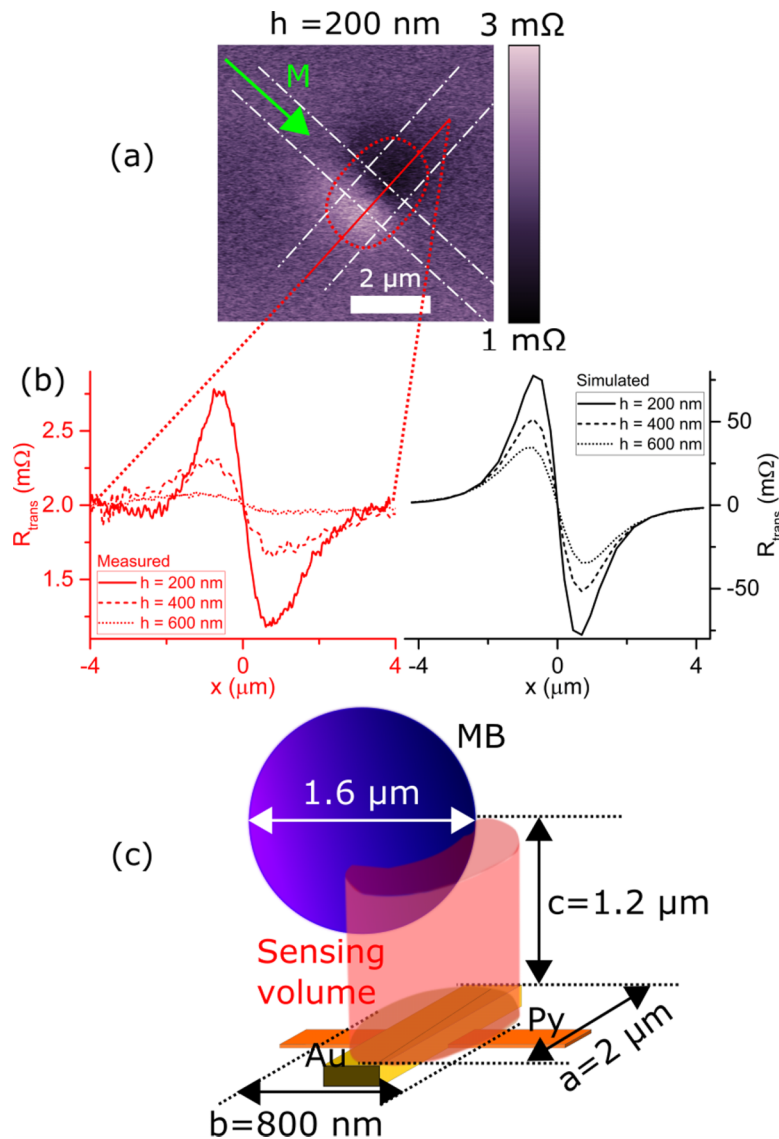 h = 200 nm
3 mΩ
M
(a)
2 μm
1 mΩ
(b)
R_trans (mΩ)
2.5
2.0
1.5
Measured
h = 200 nm
h = 400 nm
h = 600 nm
-4
0
4
x (μm)
Simulated
h = 200 nm
h = 400 nm
h = 600 nm
50
0
-50
R_trans (mΩ)
-4
0
4
x (μm)
MB
1.6 μm
(c)
c=1.2 μm
Sensing
volume
Py
Au
a=2 μm
b=800 nm